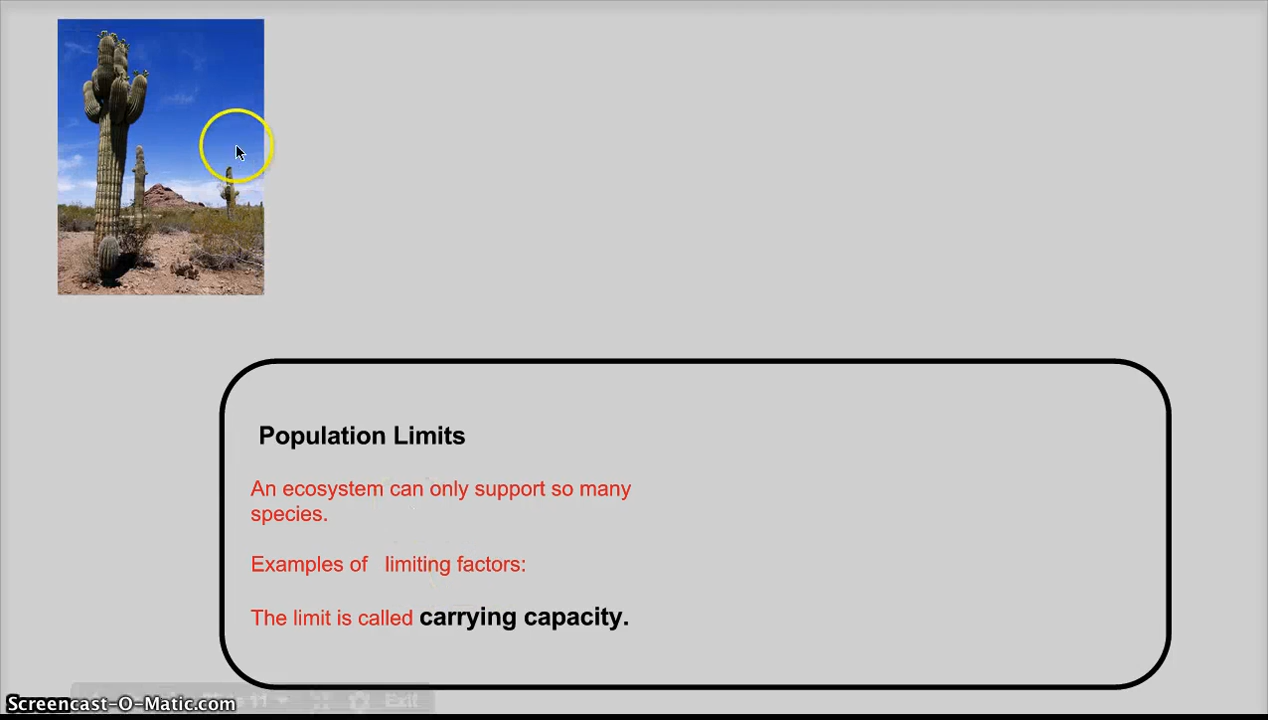 Population Limits
An ecosystem can only support so many
species.
Examples of limiting factors:
The limit is called carrying capacity.
Exit
Screencast-O-Matic.com